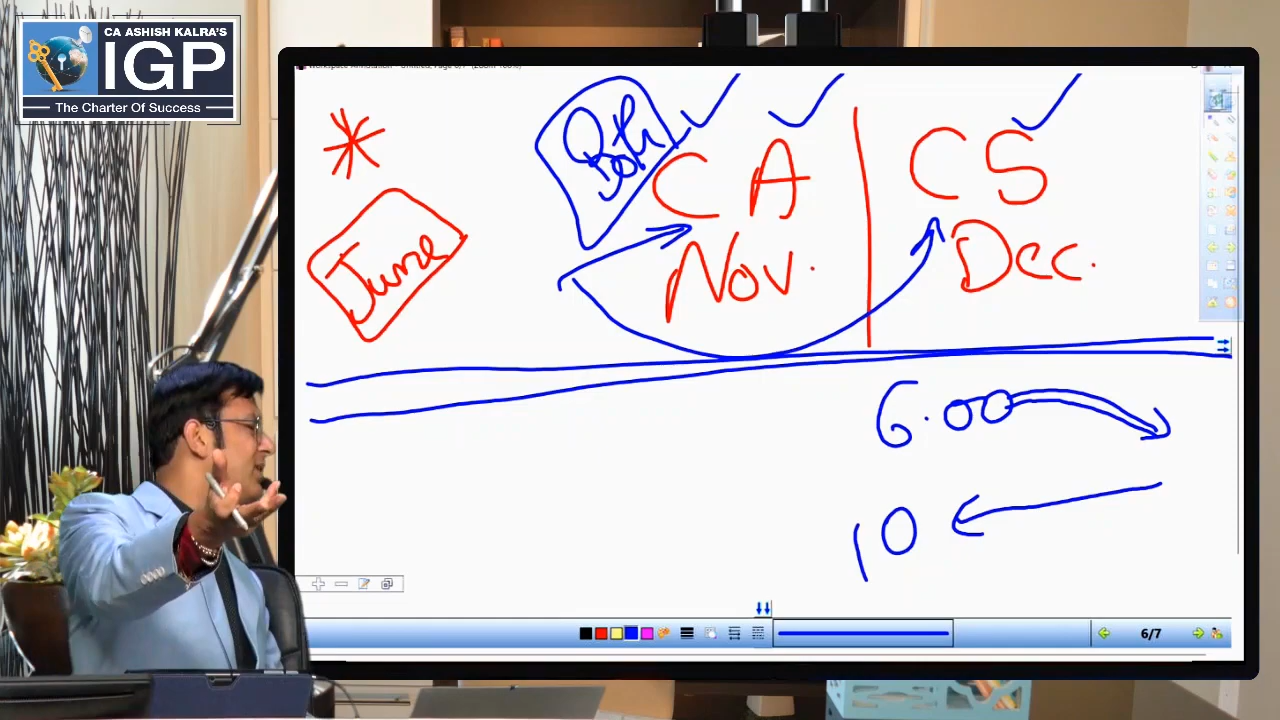 CA ASHISH KALRA'S
IGP
The Charter Of Success
*
Both
CA
CS
June
Nov.
Dec.
6.00
10
6/7